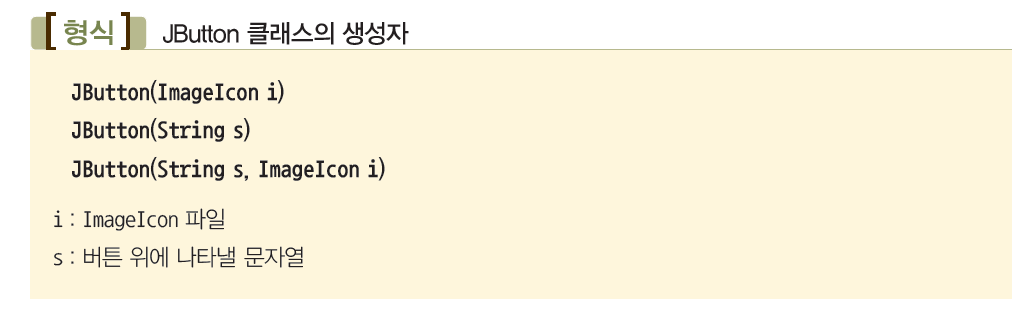 [형식] JButton 클래스의 생성자
JButton(ImageIcon i)
JButton(String s)
JButton(String s, ImageIcon i)
i : ImageIcon 파일
s : 버튼 위에 나타낼 문자열